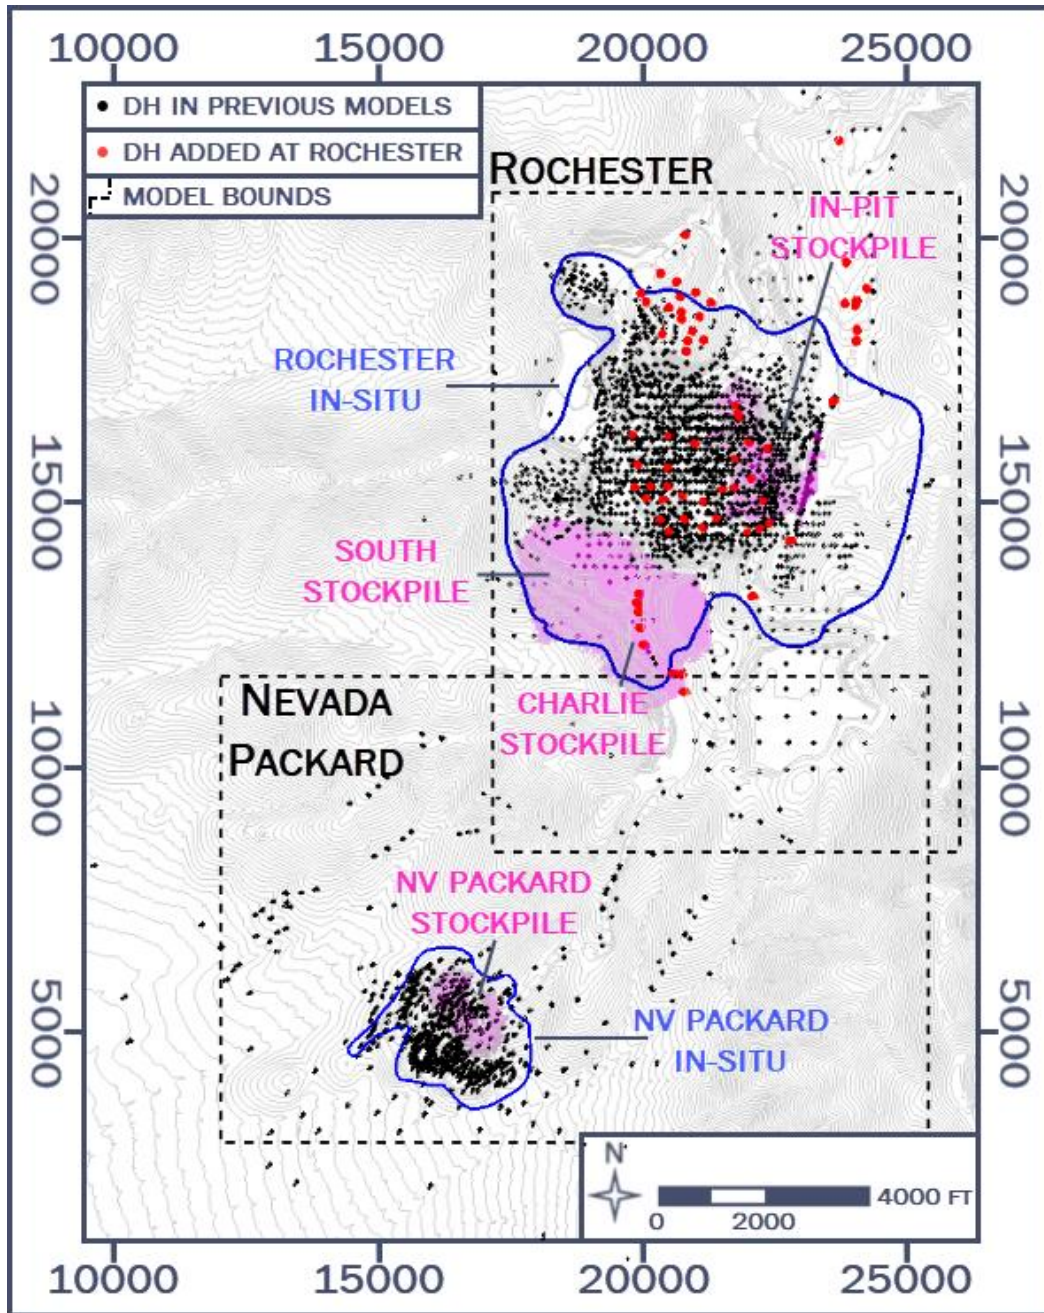 10000 15000 20000 25000
DH IN PREVIOUS MODELS
DH ADDED AT ROCHESTER
MODEL BOUNDS
ROCHESTER
IN-PIT
STOCKPILE
20000
20000
ROCHESTER
IN-SITU
15000
15000
SOUTH
STOCKPILE
NEVADA
PACKARD
CHARLIE
STOCKPILE
10000
10000
NV PACKARD
STOCKPILE
5000
5000
NV PACKARD
IN-SITU
N
4000 FT
0 2000
10000 15000 20000 25000